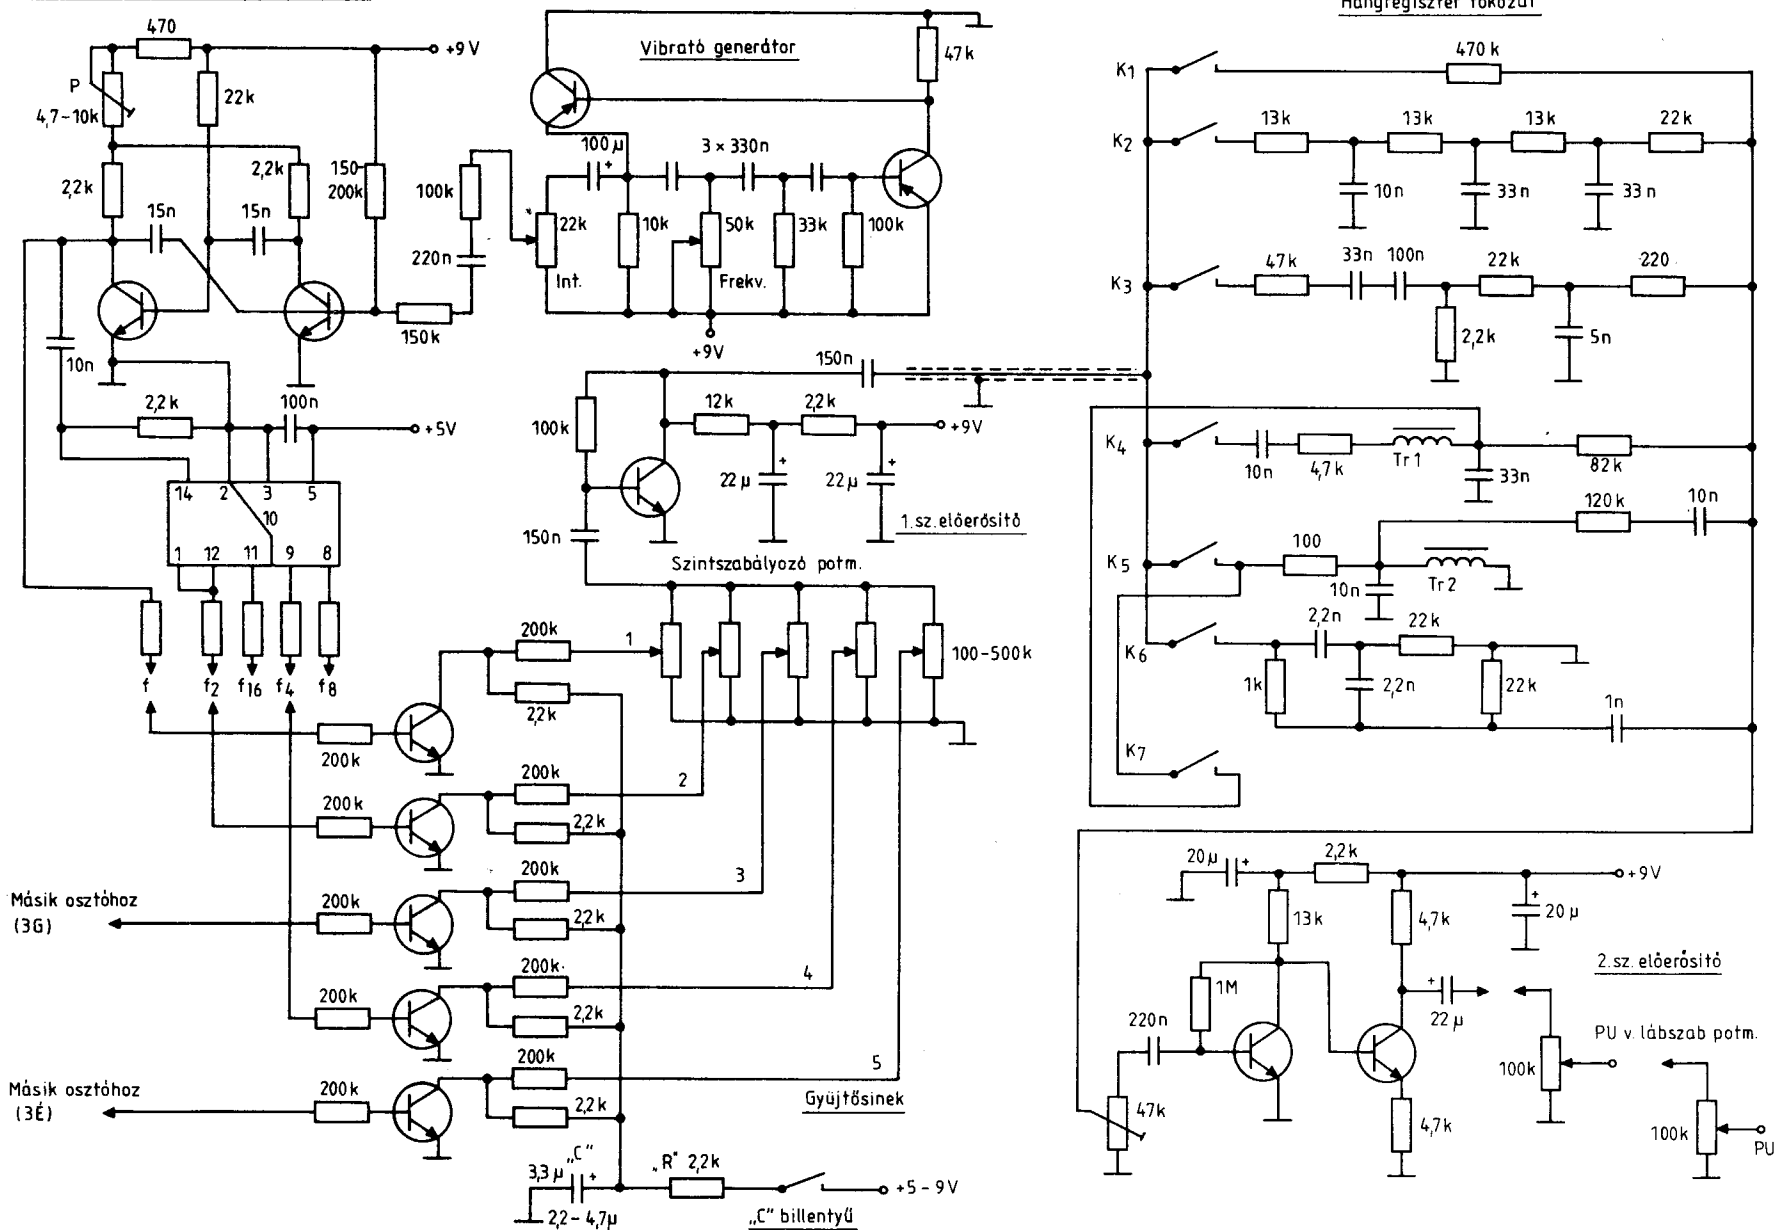 470
+9V
P
4,7-10k
22k
2,2k
2,2k
150-
200k
15n
15n
10n
150k
100k
220n
2,2k
100n
+5V
14
2
3
5
10
1
12
11
9
8
f
f2
f16
f4
f8
Vibrató generátor
47k
100µ
+
3 × 330n
22k
10k
50k
33k
100k
Int.
Frekv.
+9V
150n
100k
12k
2,2k
+9V
22µ
+
22µ
+
150n
1.sz.előerősítő
Szintszabályozó potm.
100-500k
200k
1
2,2k
200k
200k
2
2,2k
200k
200k
3
2,2k
200k
Másik osztóhoz
(3G)
200k
4
2,2k
200k
200k
5
2,2k
200k
Másik osztóhoz
(3É)
Gyüjtősinek
3,3µ
„C"
+
2,2-4,7µ
„R" 2,2k
+5-9V
„C" billentyű
Hangregiszter fokozat
K1
470k
K2
13k
13k
13k
22k
10n
33n
33n
K3
47k
33n
100n
22k
220
2,2k
5n
K4
10n
4,7k
Tr1
33n
82k
120k
10n
K5
100
10n
Tr2
K6
2,2n
22k
1k
2,2n
22k
1n
K7
20µ
+
2,2k
+9V
13k
4,7k
+
20µ
2.sz.előerősítő
1M
+
22µ
220n
47k
4,7k
PU v. lábszab potm.
100k
100k
PU